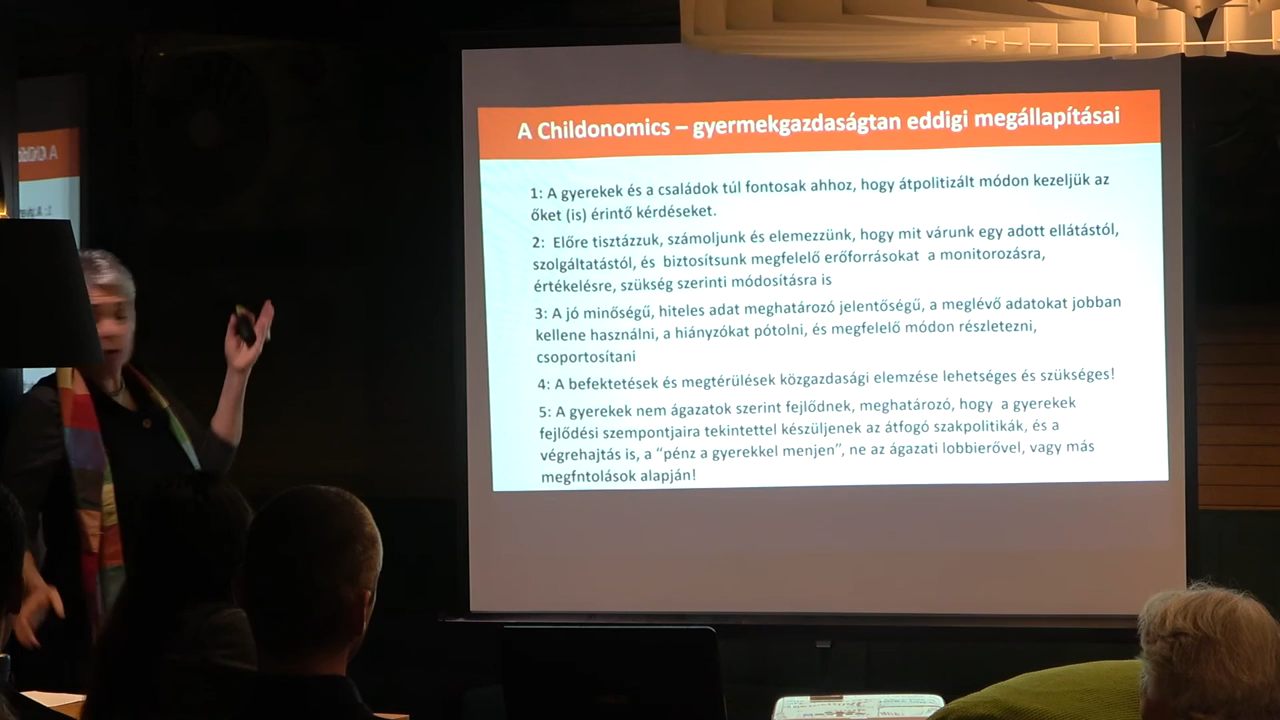 A Childonomics – gyermekgazdaságtan eddigi megállapításai
1: A gyerekek és a családok túl fontosak ahhoz, hogy átpolitizált módon kezeljük az
őket (is) érintő kérdéseket.
2: Előre tisztázzuk, számoljunk és elemezzünk, hogy mit várunk egy adott ellátástól,
szolgáltatástól, és biztosítsunk megfelelő erőforrásokat a monitorozásra,
értékelésre, szükség szerinti módosításra is
3: A jó minőségű, hiteles adat meghatározó jelentőségű, a meglévő adatokat jobban
kellene használni, a hiányzókat pótolni, és megfelelő módon részletezni,
csoportosítani
4: A befektetések és megtérülések közgazdasági elemzése lehetséges és szükséges!
5: A gyerekek nem ágazatok szerint fejlődnek, meghatározó, hogy a gyerekek
fejlődési szempontjaira tekintettel készüljenek az átfogó szakpolitikák, és a
végrehajtás is, a “pénz a gyerekkel menjen”, ne az ágazati lobbierővel, vagy más
megfntolások alapján!